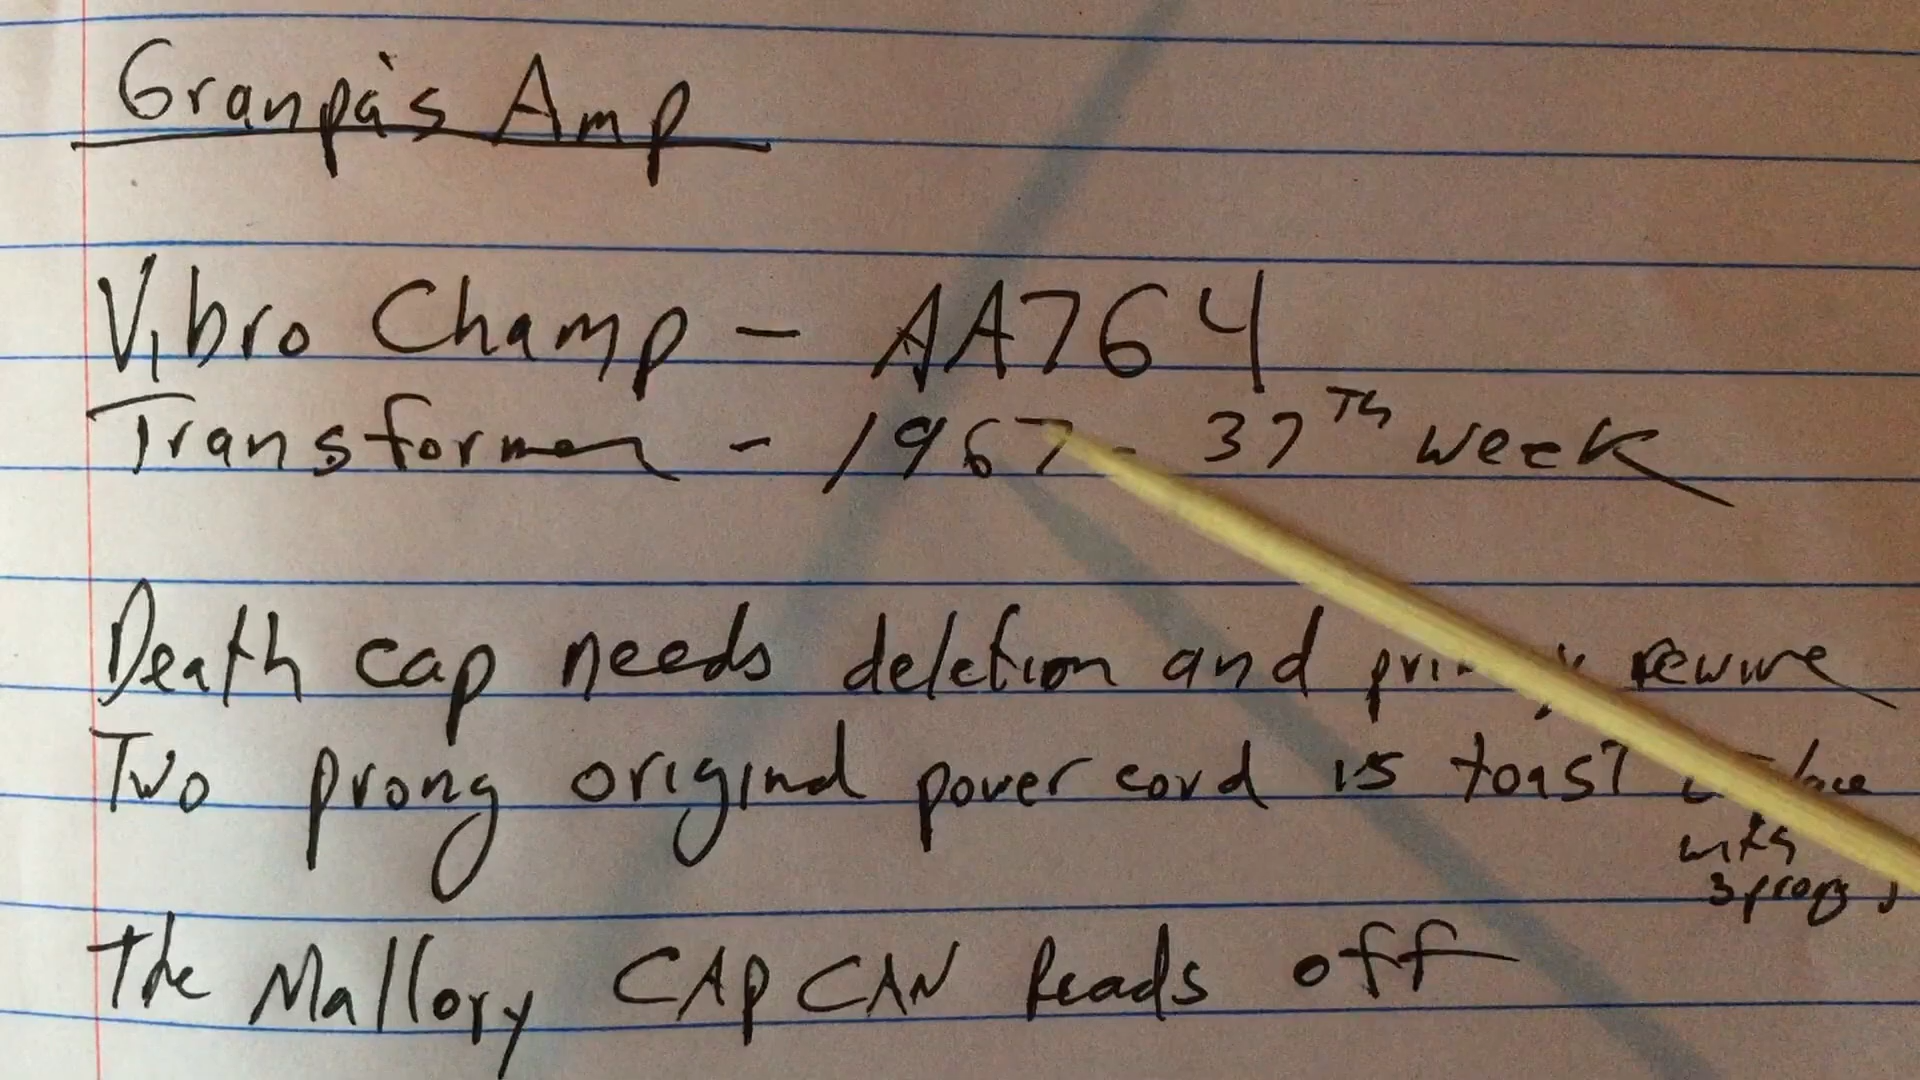 Granpa's Amp
Vibro Champ - AA764
Transformer - 1967 - 37Th week
Death cap needs deletion and rewire
Two prong original power cord is toast
with
3 prong
The Mallory CAP CAN Reads off